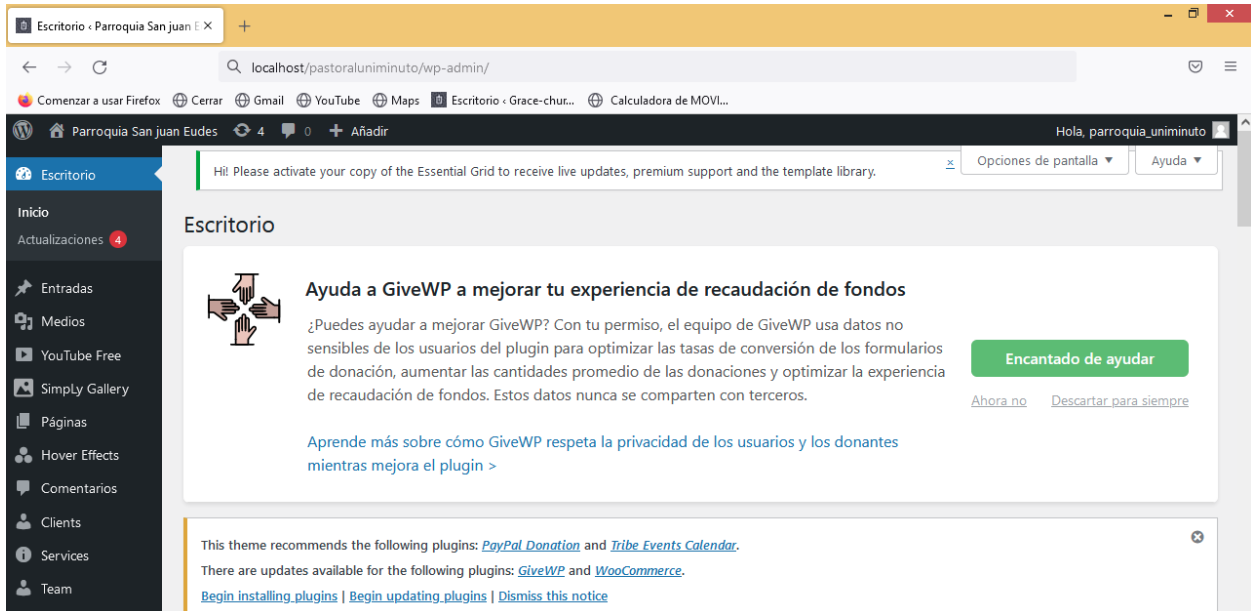 Escritorio ‹ Parroquia San juan E
localhost/pastoraluniminuto/wp-admin/
Comenzar a usar Firefox Cerrar Gmail YouTube Maps Escritorio ‹ Grace-chur... Calculadora de MOVI...
Parroquia San juan Eudes 4 0 Añadir Hola, parroquia_uniminuto
Escritorio
Hi! Please activate your copy of the Essential Grid to receive live updates, premium support and the template library. x
Opciones de pantalla ▼ Ayuda ▼
Inicio
Actualizaciones 4
Escritorio
Entradas
Medios
YouTube Free
SimpLy Gallery
Páginas
Hover Effects
Comentarios
Clients
Services
Team
Ayuda a GiveWP a mejorar tu experiencia de recaudación de fondos
¿Puedes ayudar a mejorar GiveWP? Con tu permiso, el equipo de GiveWP usa datos no
sensibles de los usuarios del plugin para optimizar las tasas de conversión de los formularios
de donación, aumentar las cantidades promedio de las donaciones y optimizar la experiencia
de recaudación de fondos. Estos datos nunca se comparten con terceros.
Encantado de ayudar
Ahora no Descartar para siempre
Aprende más sobre cómo GiveWP respeta la privacidad de los usuarios y los donantes
mientras mejora el plugin >
This theme recommends the following plugins: PayPal Donation and Tribe Events Calendar.
There are updates available for the following plugins: GiveWP and WooCommerce.
Begin installing plugins | Begin updating plugins | Dismiss this notice